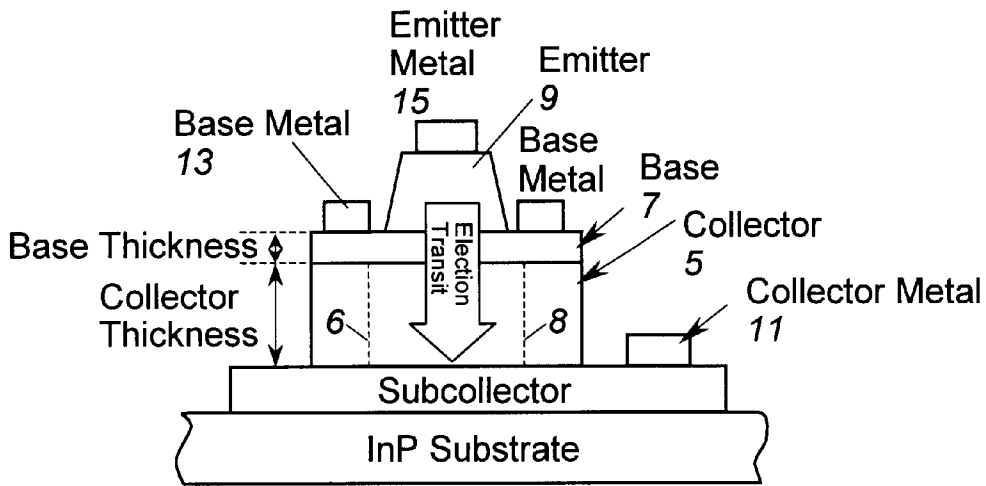 Emitter
Metal
15
Emitter
9
Base Metal
13
Base
Metal
Base
7
Collector
5
Base Thickness
Collector
Thickness
Election
Transit
6
8
Collector Metal
11
Subcollector
InP Substrate